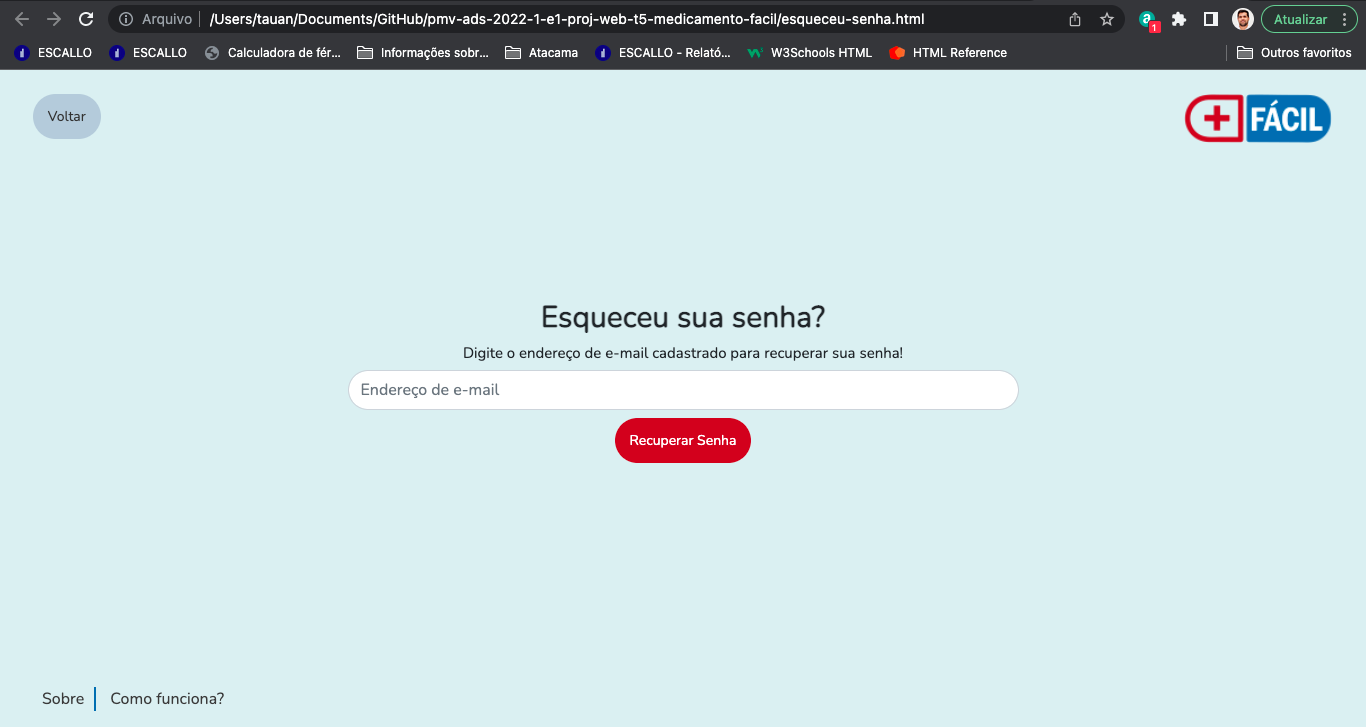 Arquivo /Users/tauan/Documents/GitHub/pmv-ads-2022-1-e1-proj-web-t5-medicamento-facil/esqueceu-senha.html a 1 Atualizar
ESCALLO ESCALLO Calculadora de fér... Informações sobr... Atacama ESCALLO - Relató... W3Schools HTML HTML Reference Outros favoritos
Voltar
FÁCIL
Esqueceu sua senha?
Digite o endereço de e-mail cadastrado para recuperar sua senha!
Endereço de e-mail
Recuperar Senha
Sobre Como funciona?